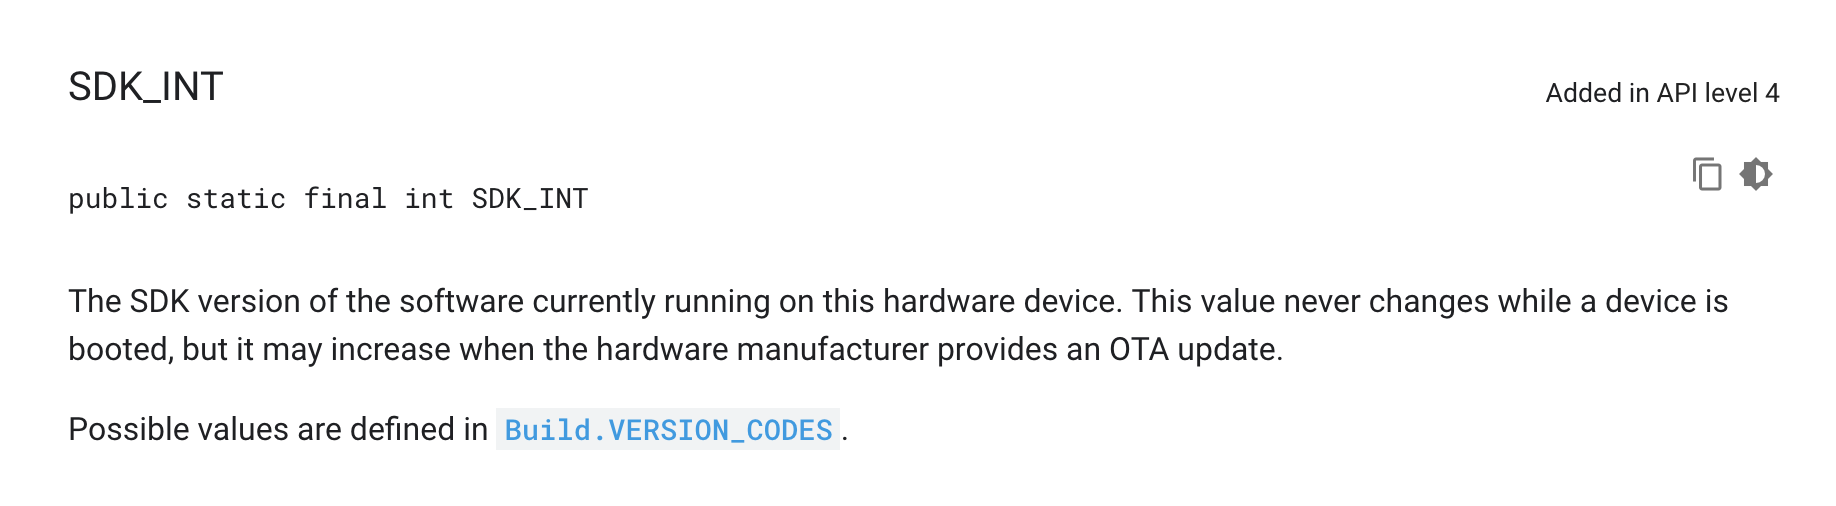 SDK_INT
Added in API level 4
public static final int SDK_INT
The SDK version of the software currently running on this hardware device. This value never changes while a device is
booted, but it may increase when the hardware manufacturer provides an OTA update.
Possible values are defined in Build.VERSION_CODES .